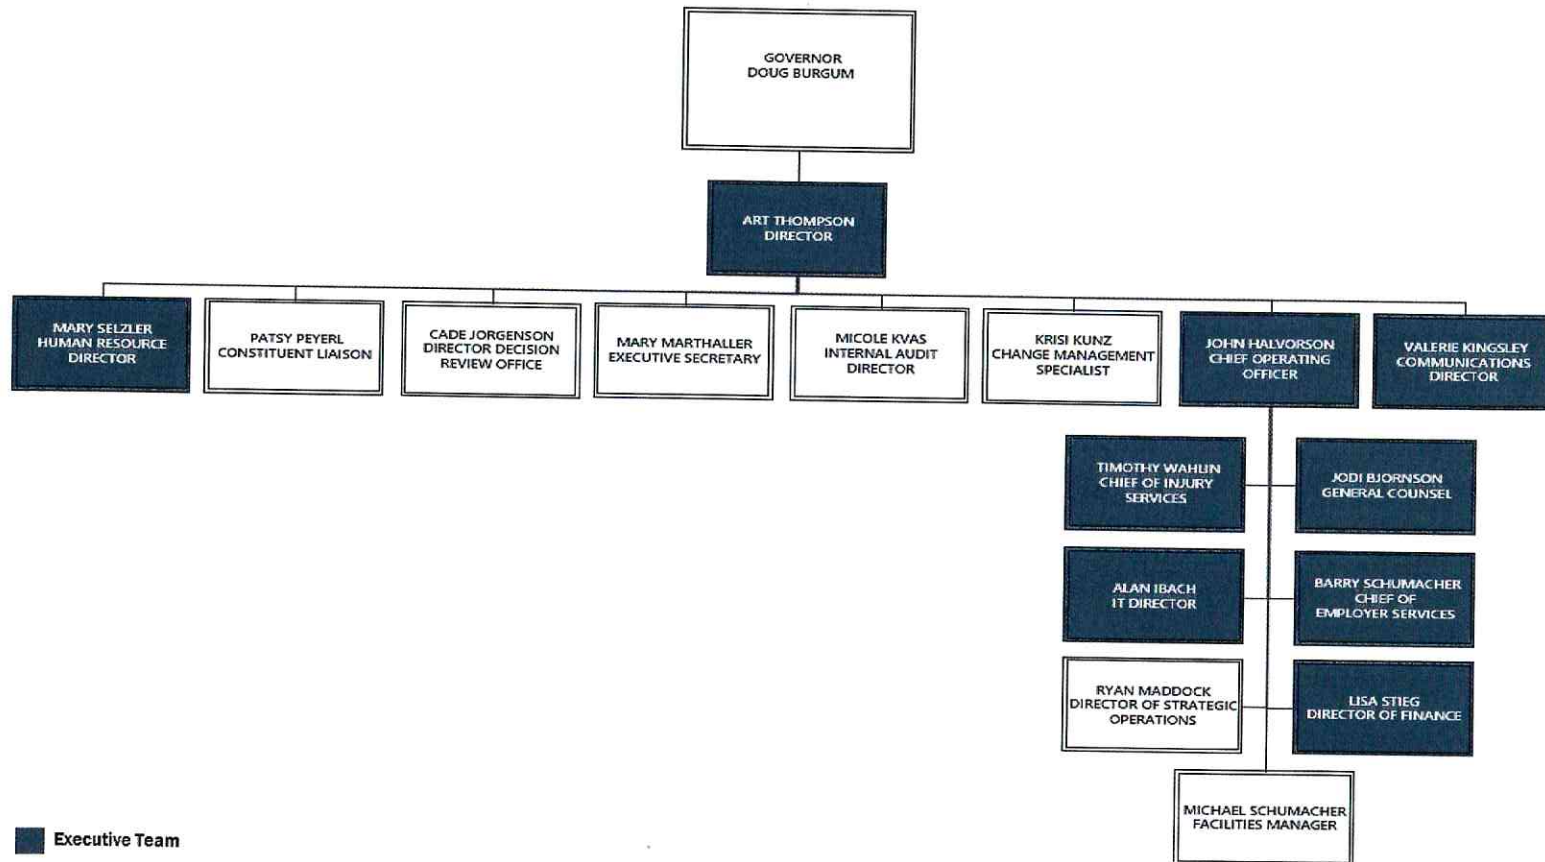 GOVERNOR
DOUG BURGUM
ART THOMPSON
DIRECTOR
MARY SELZLER
HUMAN RESOURCE
DIRECTOR
PATSY PEYERL
CONSTITUENT LIAISON
CADE JORGENSON
DIRECTOR DECISION
REVIEW OFFICE
MARY MARTHALLER
EXECUTIVE SECRETARY
MICOLE KVAS
INTERNAL AUDIT
DIRECTOR
KRISI KUNZ
CHANGE MANAGEMENT
SPECIALIST
JOHN HALVORSON
CHIEF OPERATING
OFFICER
VALERIE KINGSLEY
COMMUNICATIONS
DIRECTOR
TIMOTHY WAHLIN
CHIEF OF INJURY
SERVICES
JODI BJORNSON
GENERAL COUNSEL
ALAN IBACH
IT DIRECTOR
BARRY SCHUMACHER
CHIEF OF
EMPLOYER SERVICES
RYAN MADDOCK
DIRECTOR OF STRATEGIC
OPERATIONS
LISA STIEG
DIRECTOR OF FINANCE
MICHAEL SCHUMACHER
FACILITIES MANAGER
Executive Team